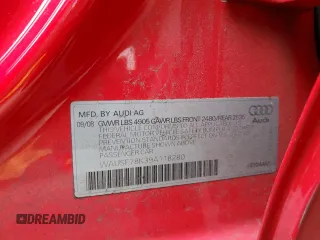 MFD. BY AUDI AG
09/08 GVWR LBS 4905 GAWR LBS FRONT 2480/REAR
THIS VEHICLE CONFORMS TO ALL APPLICABLE
FEDERAL MOTOR VEHICLE SAFETY BUMPER AND THEFT
PREVENTION STANDARDS IN EFFECT ON THE DATE OF
MANUFACTURE SHOWN ABOVE
PASSENGER CAR
Audi
DREAMBID